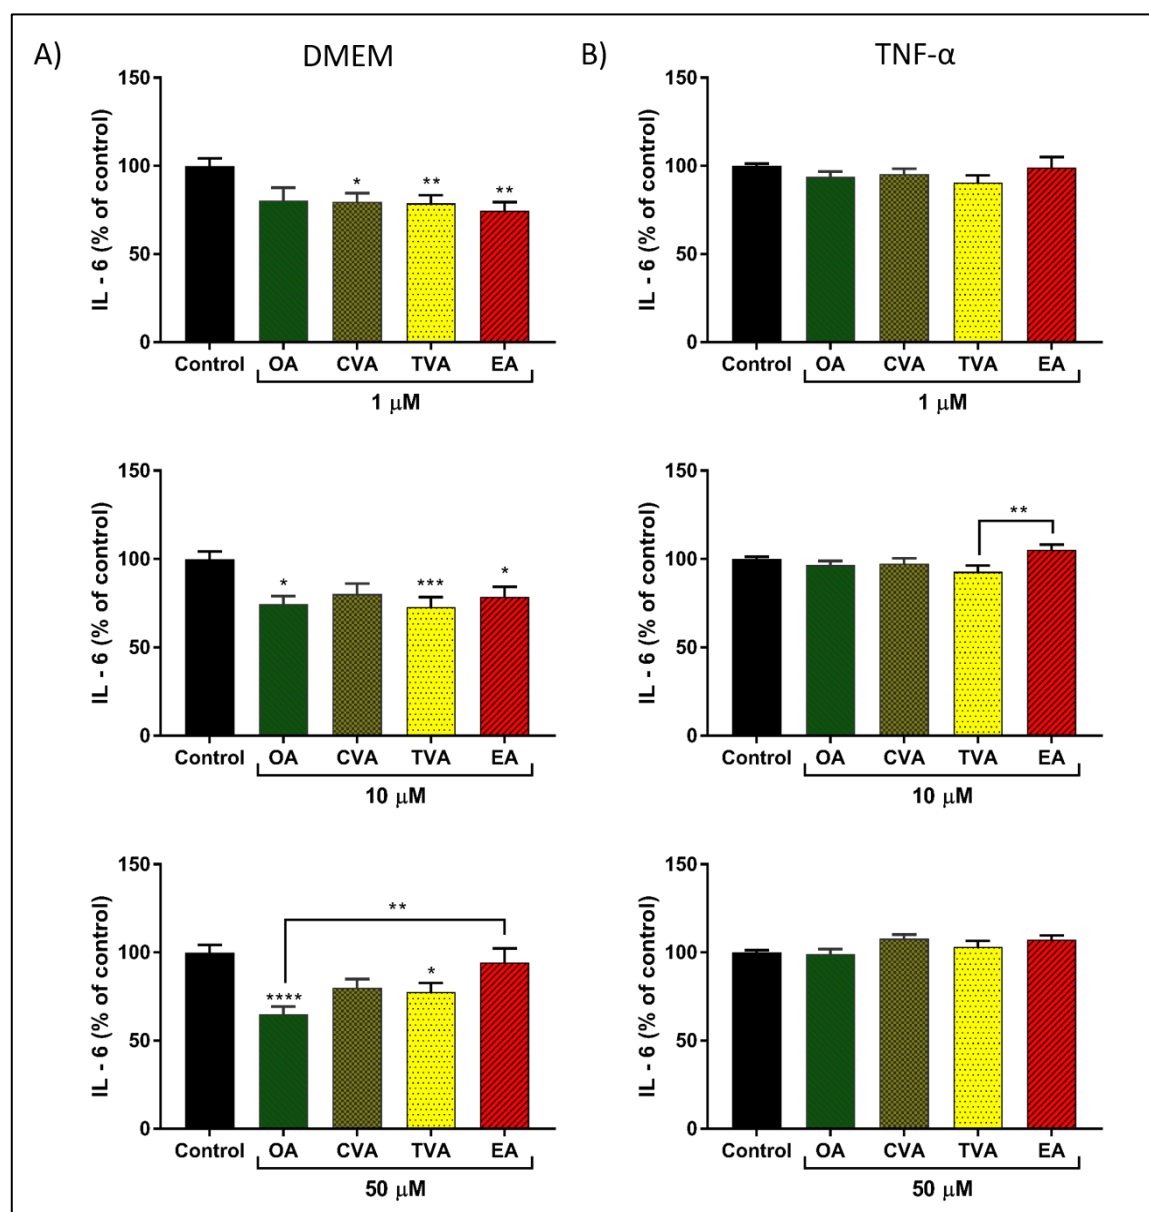 A)
DMEM
IL - 6 (% of control)
150
100
50
0
*
**
**
Control OA CVA TVA EA
1 μM
IL - 6 (% of control)
150
100
50
0
*
***
*
Control OA CVA TVA EA
10 μM
IL - 6 (% of control)
150
100
50
0
**
****
*
Control OA CVA TVA EA
50 μM
B)
TNF-α
IL - 6 (% of control)
150
100
50
0
Control OA CVA TVA EA
1 μM
IL - 6 (% of control)
150
100
50
0
**
Control OA CVA TVA EA
10 μM
IL - 6 (% of control)
150
100
50
0
Control OA CVA TVA EA
50 μM